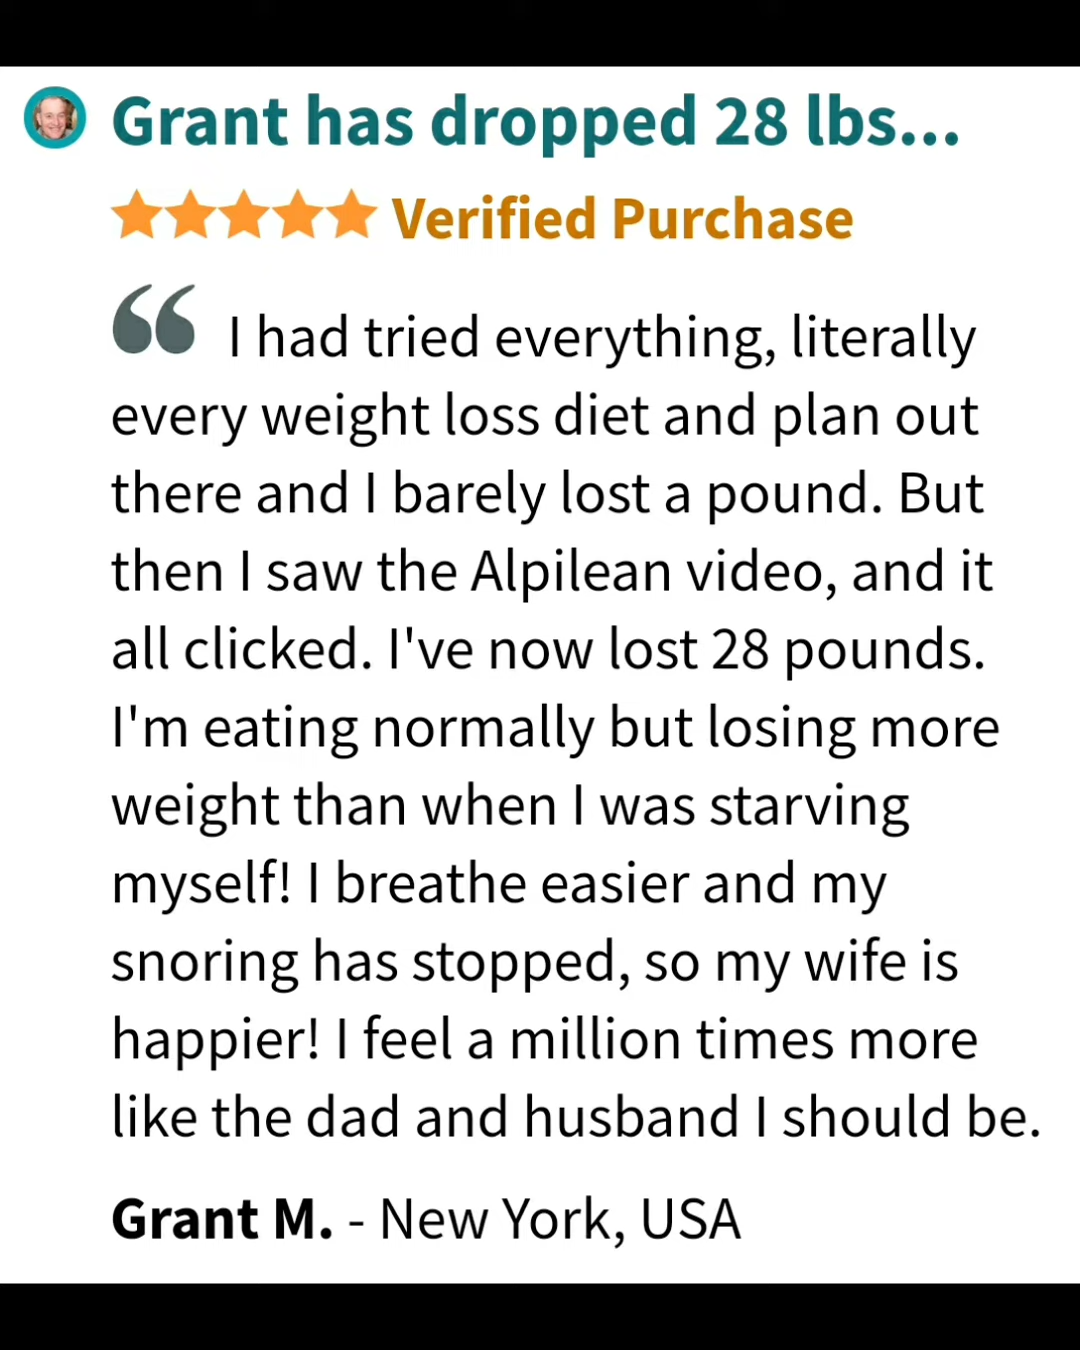 Grant has dropped 28 lbs...
Verified Purchase
“ I had tried everything, literally
every weight loss diet and plan out
there and I barely lost a pound. But
then I saw the Alpilean video, and it
all clicked. I've now lost 28 pounds.
I'm eating normally but losing more
weight than when I was starving
myself! I breathe easier and my
snoring has stopped, so my wife is
happier! I feel a million times more
like the dad and husband I should be.
Grant M. - New York, USA